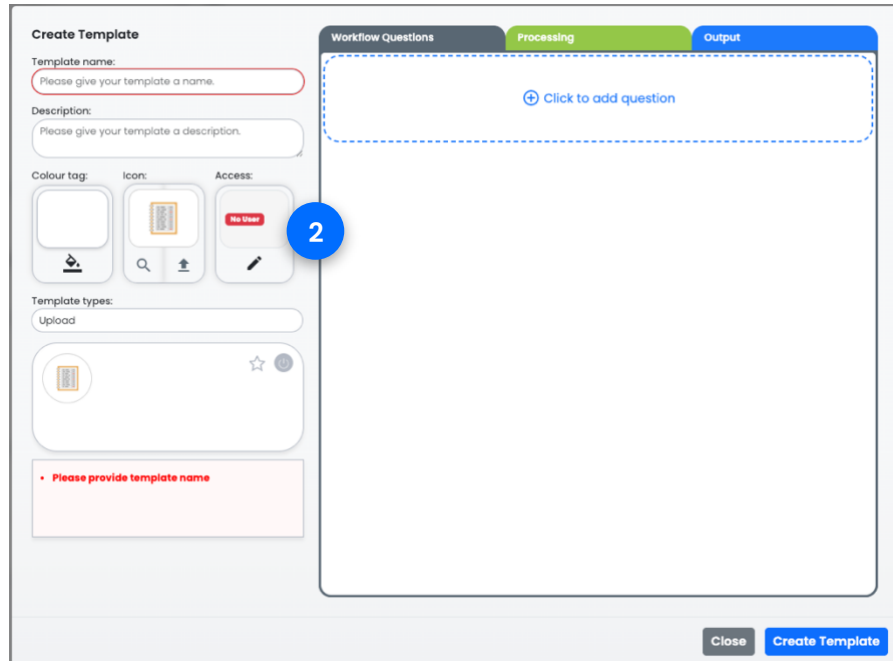 Create Template
Template name:
Please give your template a name.
Description:
Please give your template a description.
Colour tag:
Icon:
Access:
No User
2
Template types:
Upload
Please provide template name
Workflow Questions
Processing
Output
Click to add question
Close
Create Template